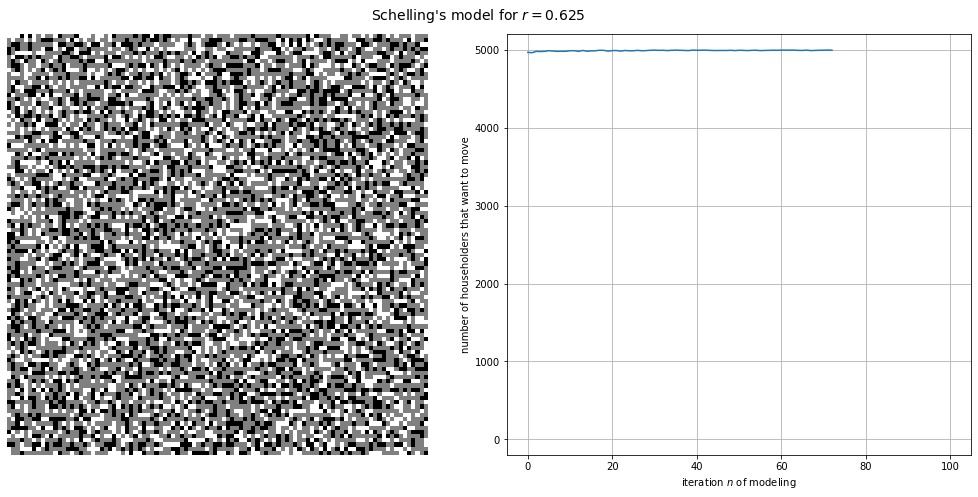 Schelling's model for r = 0.625
number of householders that want to move
5000
4000
3000
2000
1000
0
0 20 40 60 80 100
iteration n of modeling